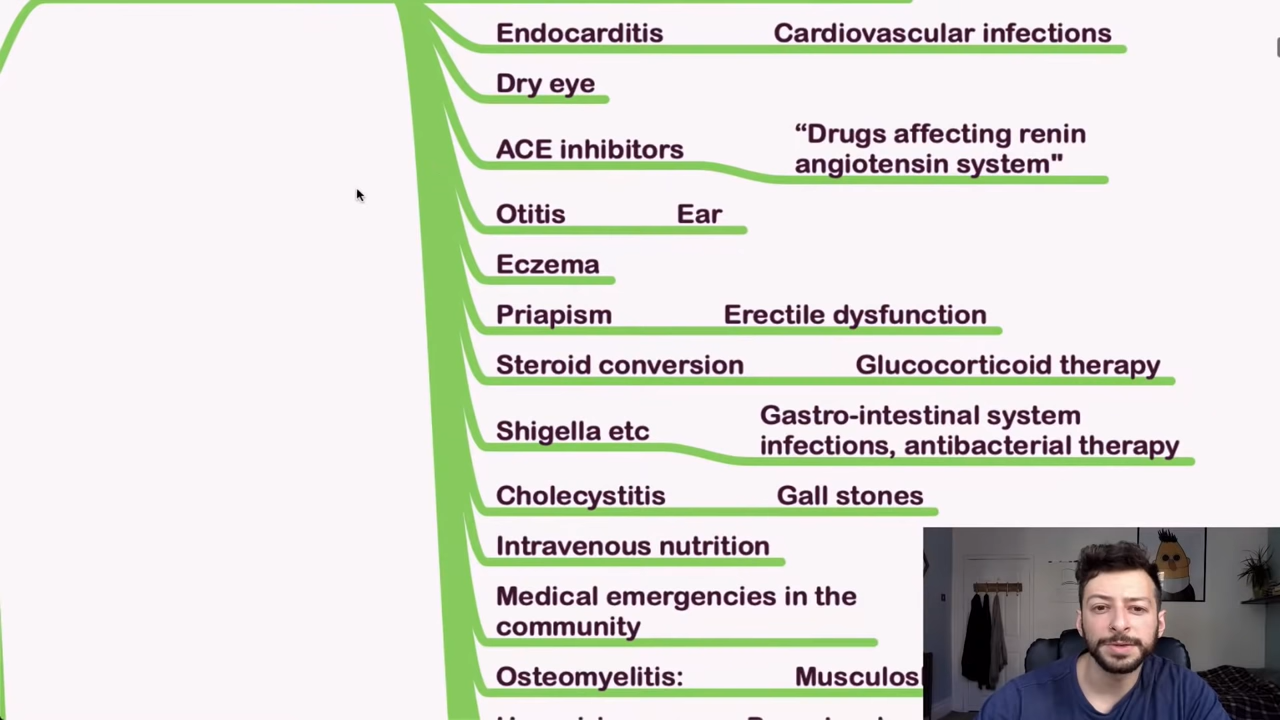 Endocarditis Cardiovascular infections
Dry eye
ACE inhibitors “Drugs affecting renin
angiotensin system"
Otitis Ear
Eczema
Priapism Erectile dysfunction
Steroid conversion Glucocorticoid therapy
Shigella etc Gastro-intestinal system
infections, antibacterial therapy
Cholecystitis Gall stones
Intravenous nutrition
Medical emergencies in the
community
Osteomyelitis: